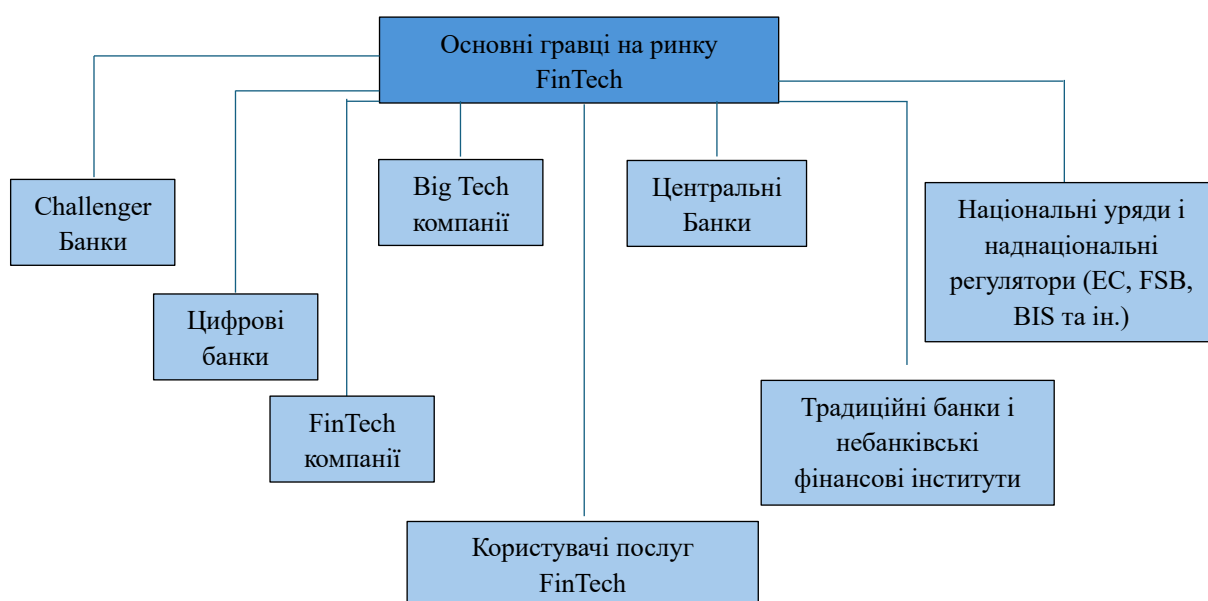 Основні гравці на ринку
FinTech
Challenger
Банки
Big Tech
компанії
Центральні
Банки
Національні уряди і
наднаціональні
регулятори (ЕС, FSB,
BIS та ін.)
Цифрові
банки
FinTech
компанії
Традиційні банки і
небанківські
фінансові інститути
Користувачі послуг
FinTech